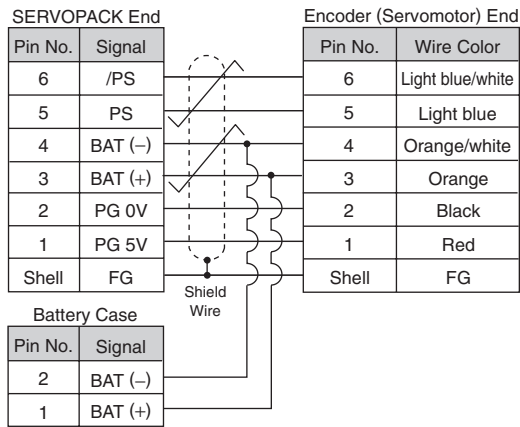 SERVOPACK End
Encoder (Servomotor) End
Pin No. Signal
Pin No. Wire Color
6 /PS
6 Light blue/white
5 PS
5 Light blue
4 BAT (−)
4 Orange/white
3 BAT (+)
3 Orange
2 PG 0V
2 Black
1 PG 5V
1 Red
Shell FG
Shell FG
Shield
Wire
Battery Case
Pin No. Signal
2 BAT (−)
1 BAT (+)